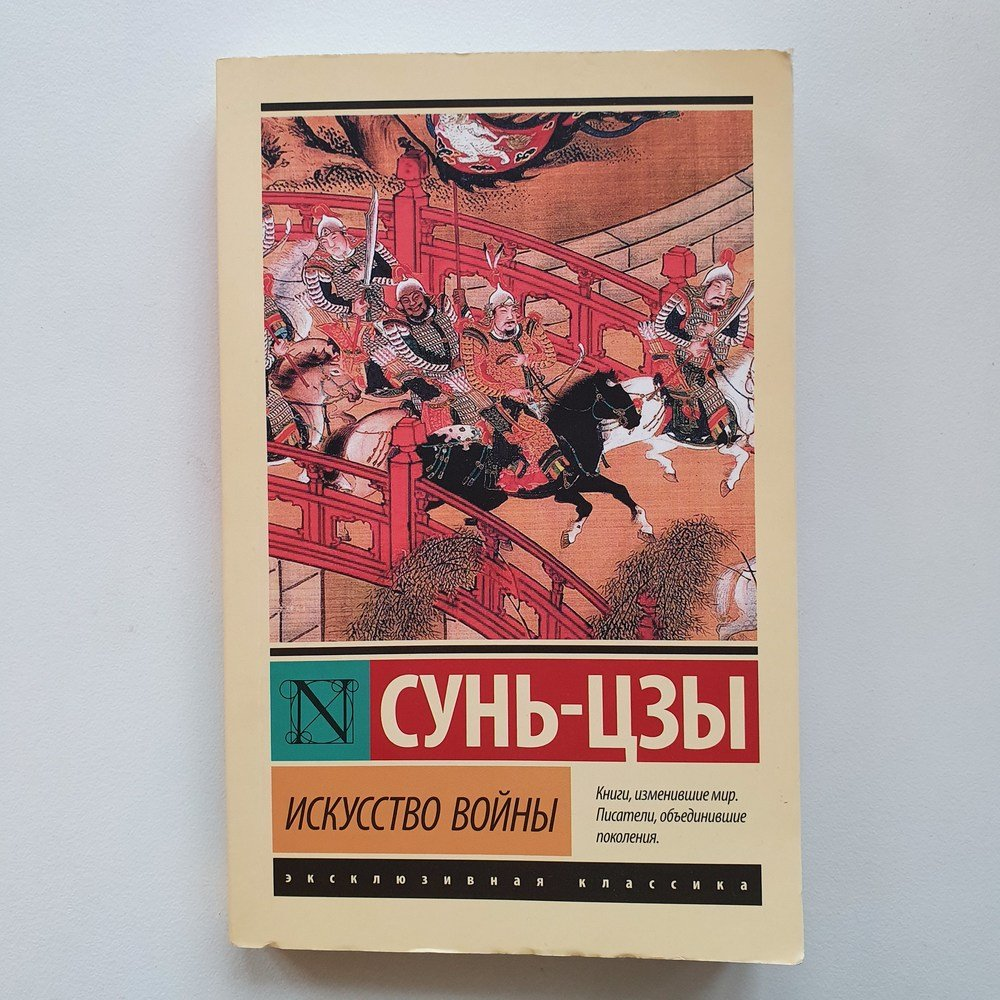 N
СУНЬ-ЦЗЫ
ИСКУССТВО ВОЙНЫ
Книги, изменившие мир.
Писатели, объединившие
поколения.
эксклюзивная классика